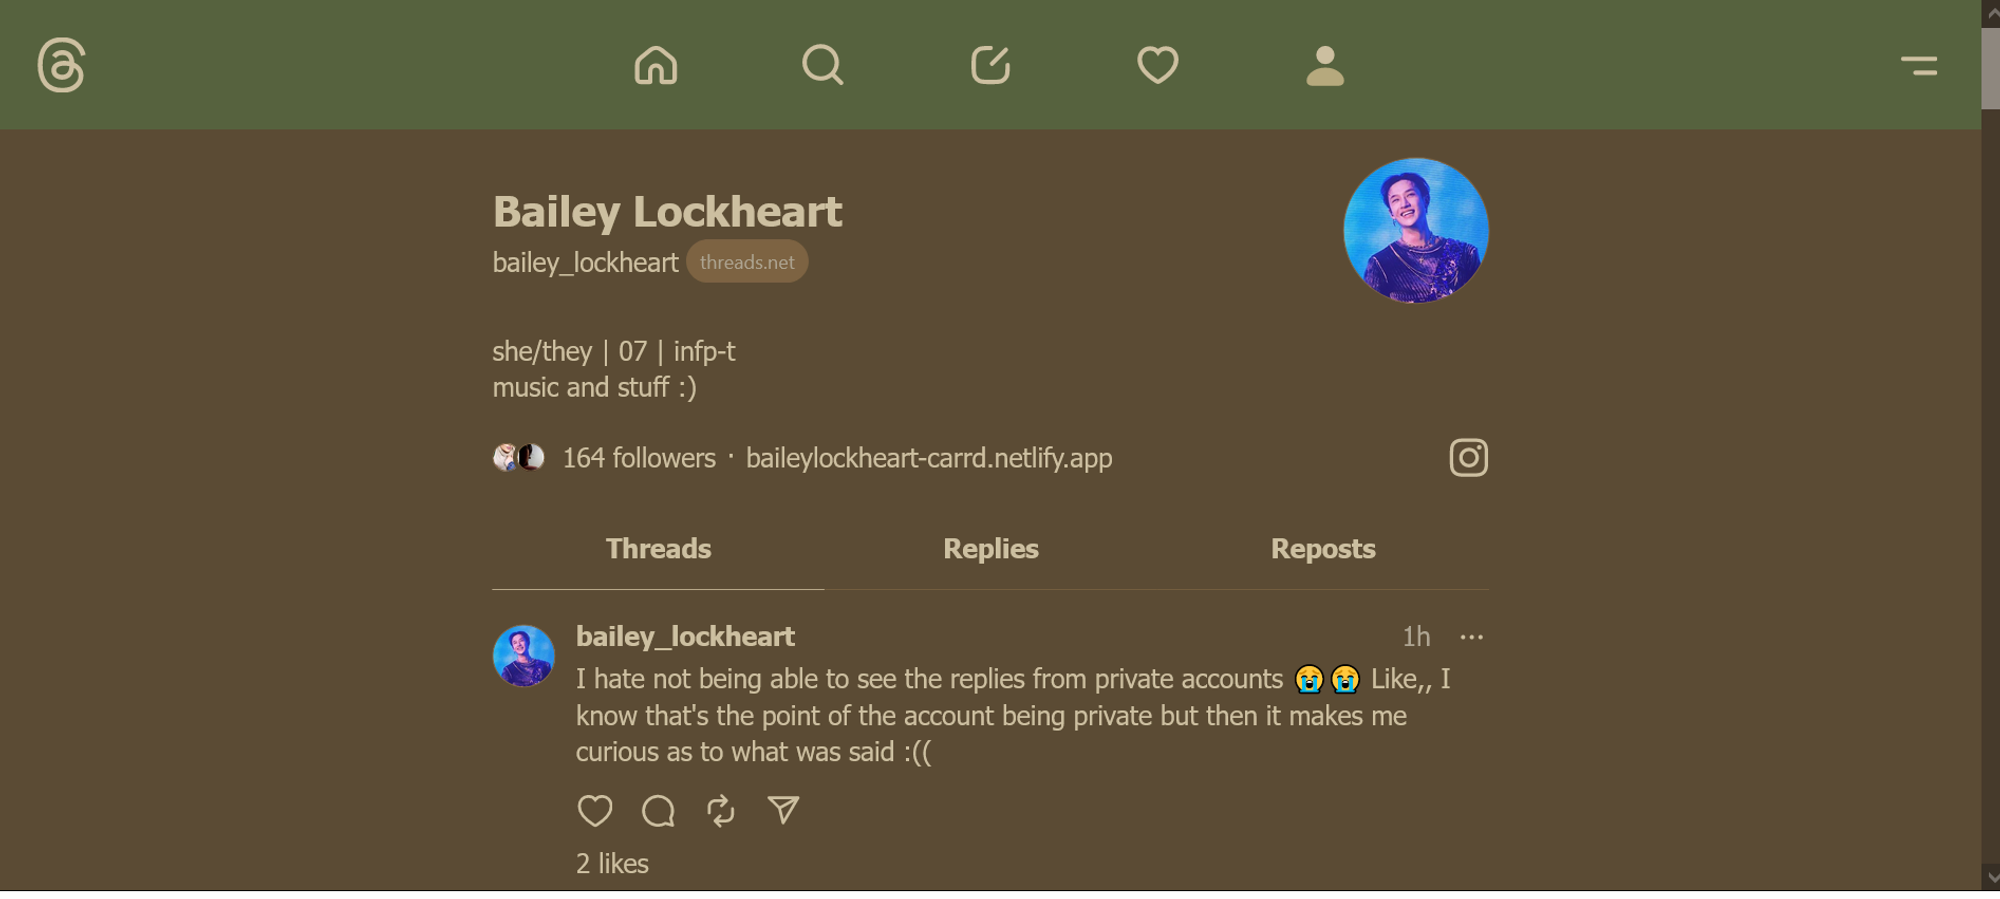 Bailey Lockheart
bailey_lockheart threads.net
she/they | 07 | infp-t
music and stuff :)
164 followers · baileylockheart-carrd.netlify.app
Threads Replies Reposts
bailey_lockheart 1h ...
I hate not being able to see the replies from private accounts 😭😭 Like,, I
know that's the point of the account being private but then it makes me
curious as to what was said :((
2 likes